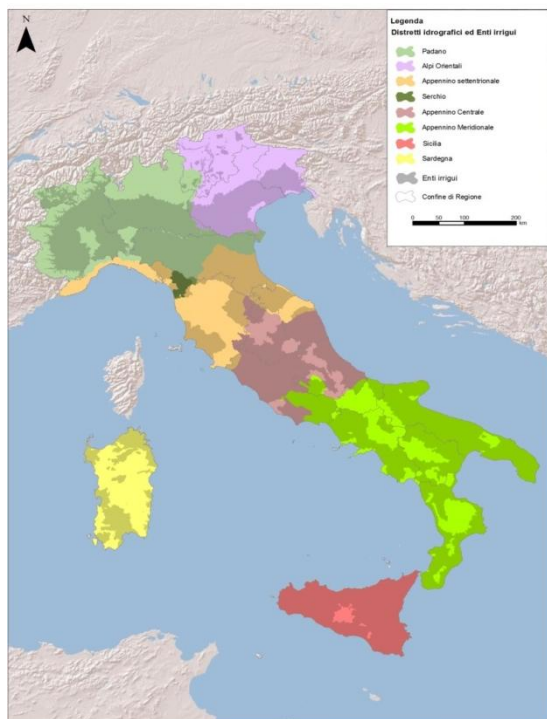 N
Legenda
Distretti idrografici ed Enti irrigui
Padano
Alpi Orientali
Appennino settentrionale
Serchio
Appennino Centrale
Appennino Meridionale
Sicilia
Sardegna
Enti irrigui
Confine di Regione
0 50 100 200
km